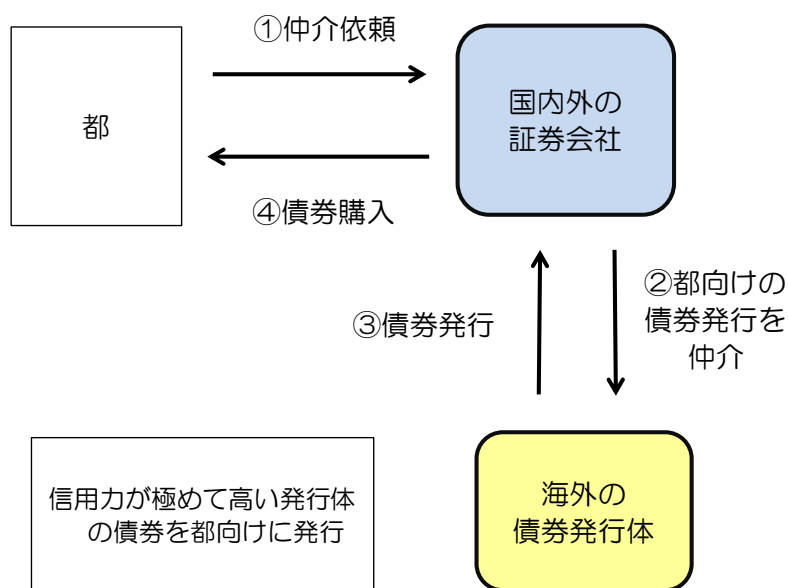 ①仲介依頼
都
国内外の
証券会社
④債券購入
③債券発行
②都向けの
債券発行を
仲介
信用力が極めて高い発行体
の債券を都向けに発行
海外の
債券発行体